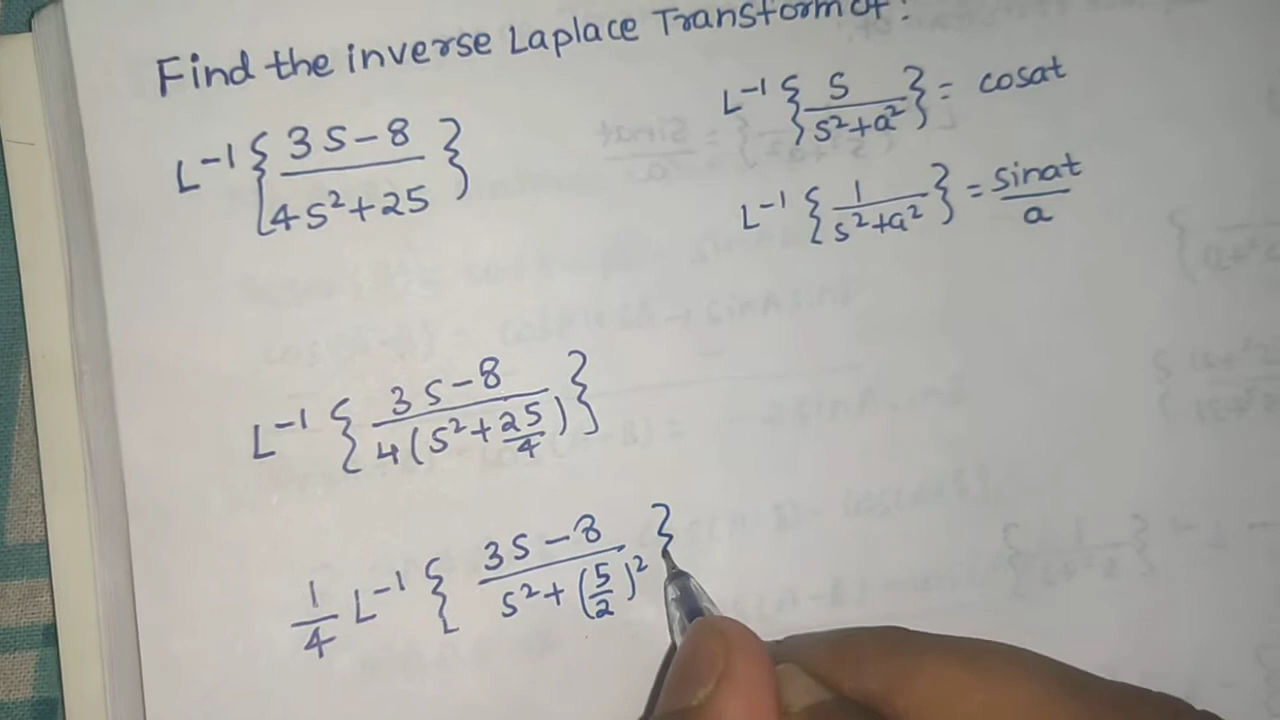 Find the inverse Laplace Transform of:
L⁻¹{(3s-8)/(4s²+25)}
L⁻¹{s/(s²+a²)} = cosat
L⁻¹{1/(s²+a²)} = sinat/a
L⁻¹{(3s-8)/(4(s²+25/4))}
1/4 L⁻¹{(3s-8)/(s²+(5/2)²)}